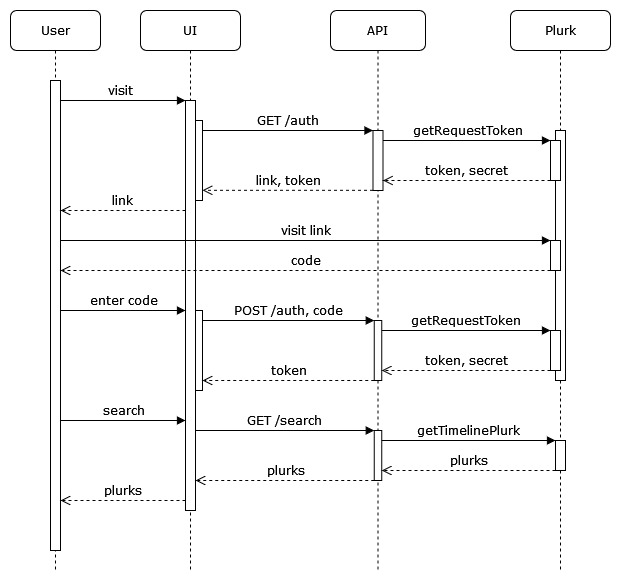 User
UI
API
Plurk
visit
GET /auth
getRequestToken
token, secret
link, token
link
visit link
code
enter code
POST /auth, code
getRequestToken
token, secret
token
search
GET /search
getTimelinePlurk
plurks
plurks
plurks